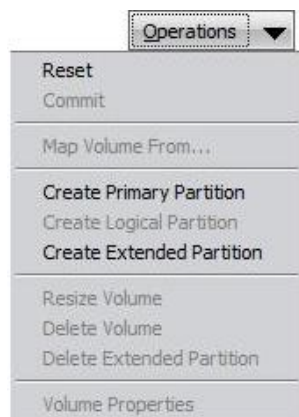 Operations
Reset
Commit
Map Volume From...
Create Primary Partition
Create Logical Partition
Create Extended Partition
Resize Volume
Delete Volume
Delete Extended Partition
Volume Properties